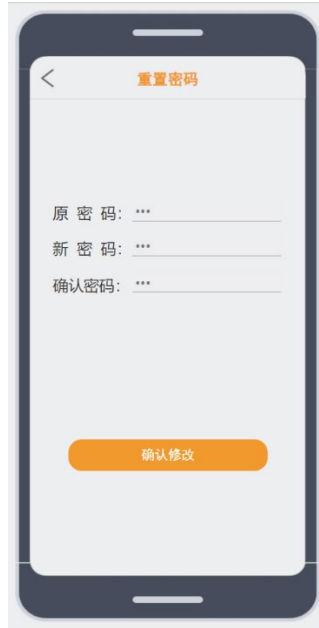 重置密码
原 密 码: ***
新 密 码: ***
确认密码: ***
确认修改